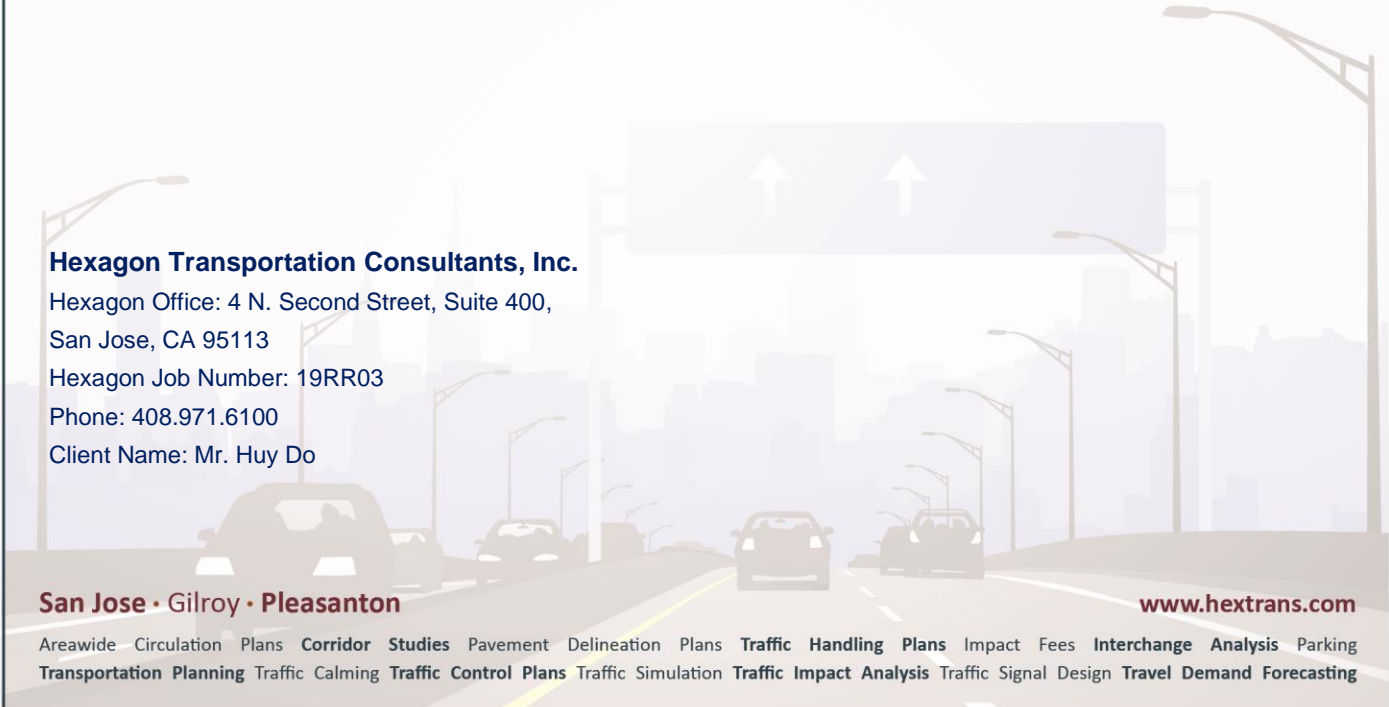 Hexagon Transportation Consultants, Inc.
Hexagon Office: 4 N. Second Street, Suite 400,
San Jose, CA 95113
Hexagon Job Number: 19RR03
Phone: 408.971.6100
Client Name: Mr. Huy Do
San Jose · Gilroy · Pleasanton
www.hextrans.com
Areawide Circulation Plans Corridor Studies Pavement Delineation Plans Traffic Handling Plans Impact Fees Interchange Analysis Parking
Transportation Planning Traffic Calming Traffic Control Plans Traffic Simulation Traffic Impact Analysis Traffic Signal Design Travel Demand Forecasting